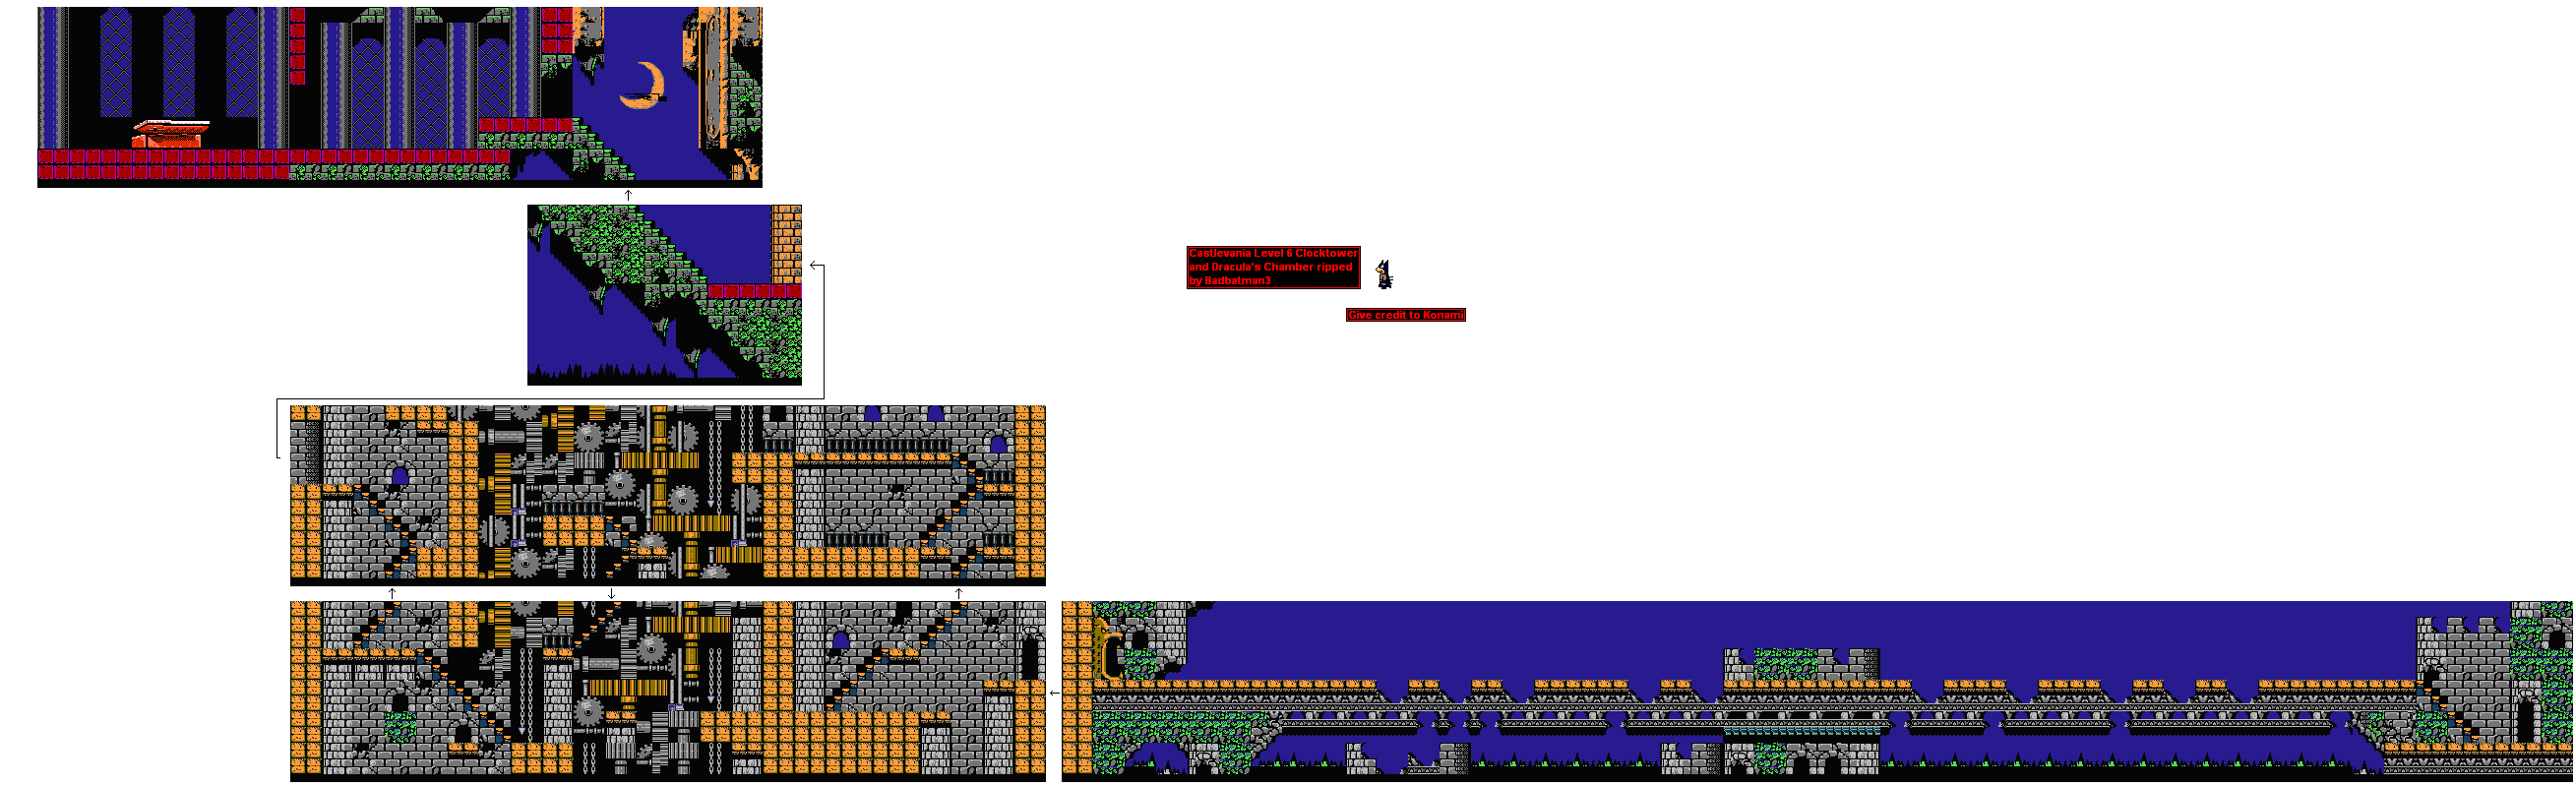 Castlevania Level 6 Clocktower
and Dracula's Chamber ripped
by Badbatman3
Give credit to Konami